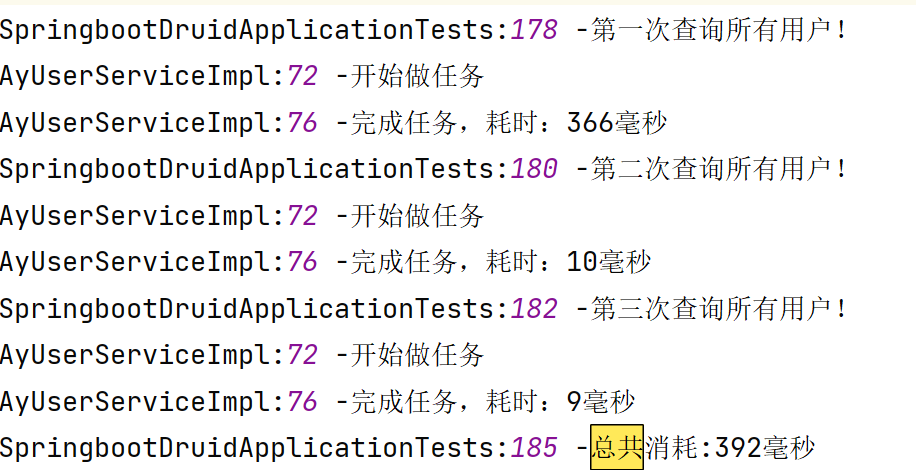 SpringbootDruidApplicationTests:178 -第一次查询所有用户!
AyUserServiceImpl:72 -开始做任务
AyUserServiceImpl:76 -完成任务，耗时：366毫秒
SpringbootDruidApplicationTests:180 -第二次查询所有用户!
AyUserServiceImpl:72 -开始做任务
AyUserServiceImpl:76 -完成任务，耗时：10毫秒
SpringbootDruidApplicationTests:182 -第三次查询所有用户!
AyUserServiceImpl:72 -开始做任务
AyUserServiceImpl:76 -完成任务，耗时：9毫秒
SpringbootDruidApplicationTests:185 -总共消耗:392毫秒